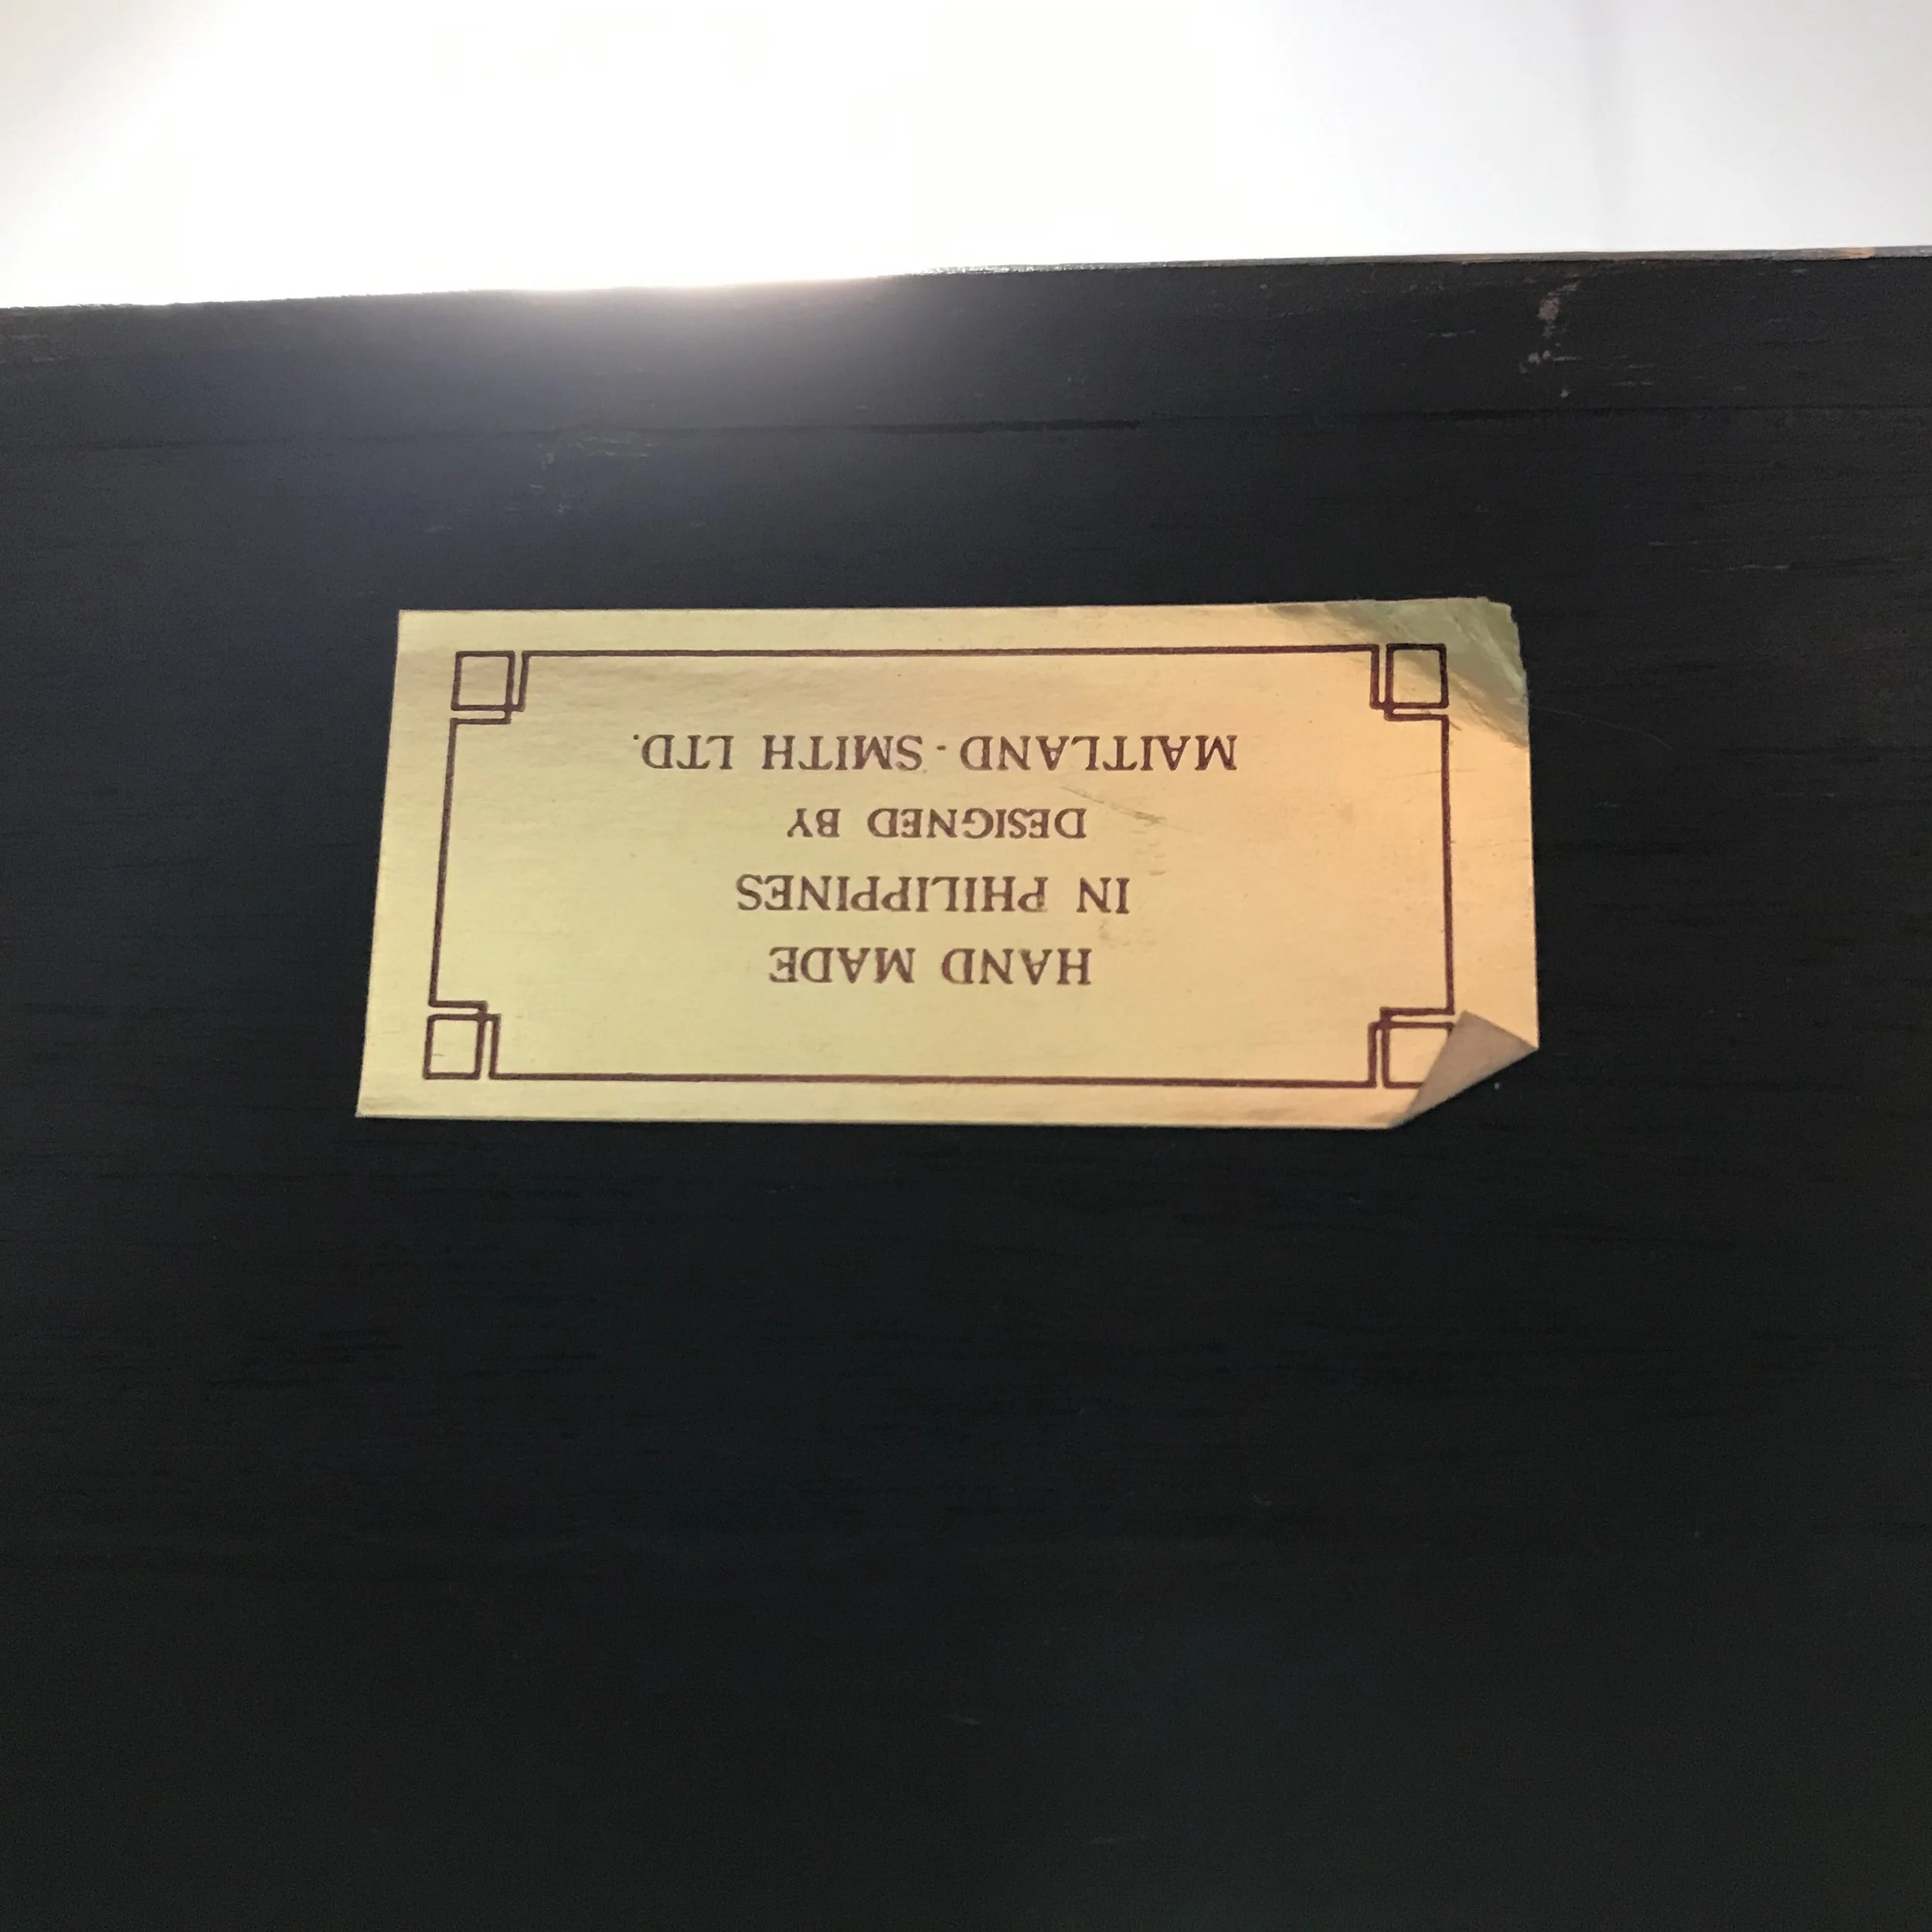 HAND MADE
IN PHILIPPINES
DESIGNED BY
MAITLAND-SMITH LTD.